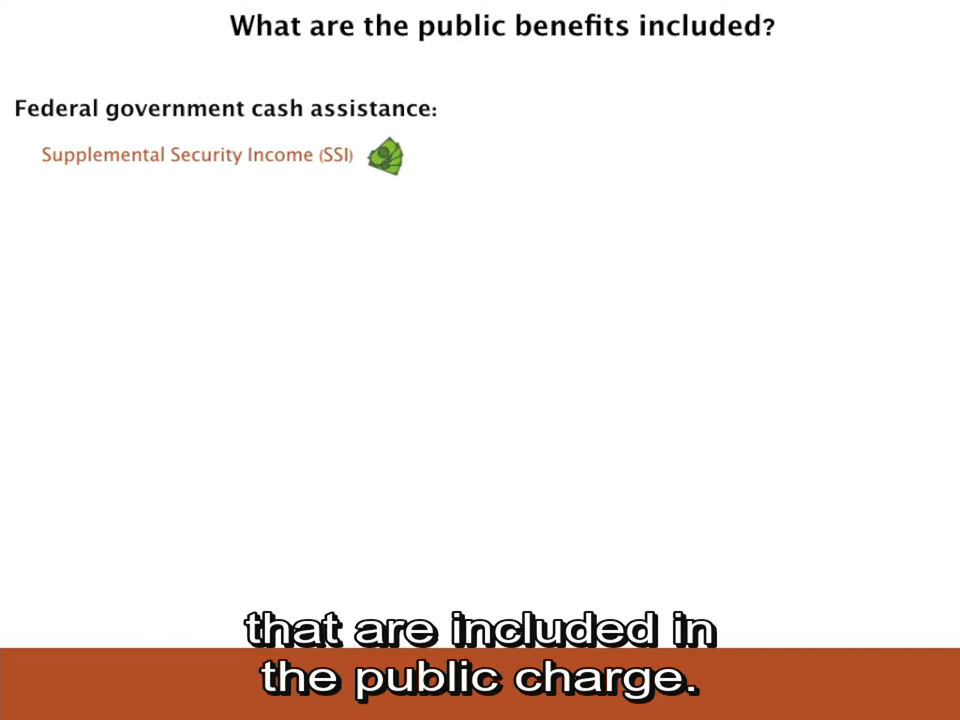 What are the public benefits included?
Federal government cash assistance:
Supplemental Security Income (SSI)
that are included in
the public charge.